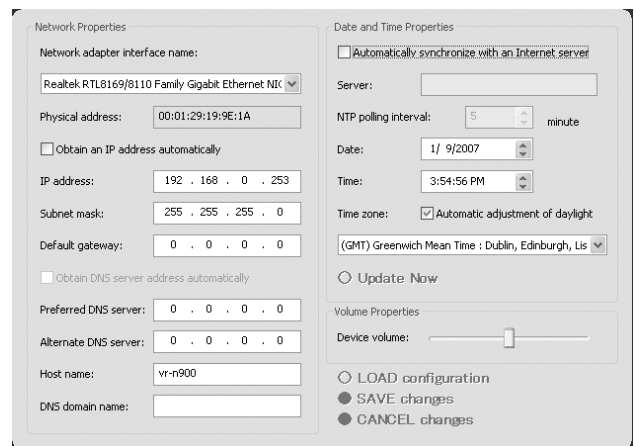 Network Properties
Network adapter interface name:
Realtek RTL8169/8110 Family Gigabit Ethernet NI(
Physical address: 00:01:29:19:9E:1A
Obtain an IP address automatically
IP address: 192 . 168 . 0 . 253
Subnet mask: 255 . 255 . 255 . 0
Default gateway: 0 . 0 . 0 . 0
Obtain DNS server address automatically
Preferred DNS server: 0 . 0 . 0 . 0
Alternate DNS server: 0 . 0 . 0 . 0
Host name: vr-n900
DNS domain name:
Date and Time Properties
Automatically synchronize with an Internet server
Server:
NTP polling interval: 5 minute
Date: 1/ 9/2007
Time: 3:54:56 PM
Time zone: Automatic adjustment of daylight
(GMT) Greenwich Mean Time : Dublin, Edinburgh, Lis
Update Now
Volume Properties
Device volume:
LOAD configuration
SAVE changes
CANCEL changes